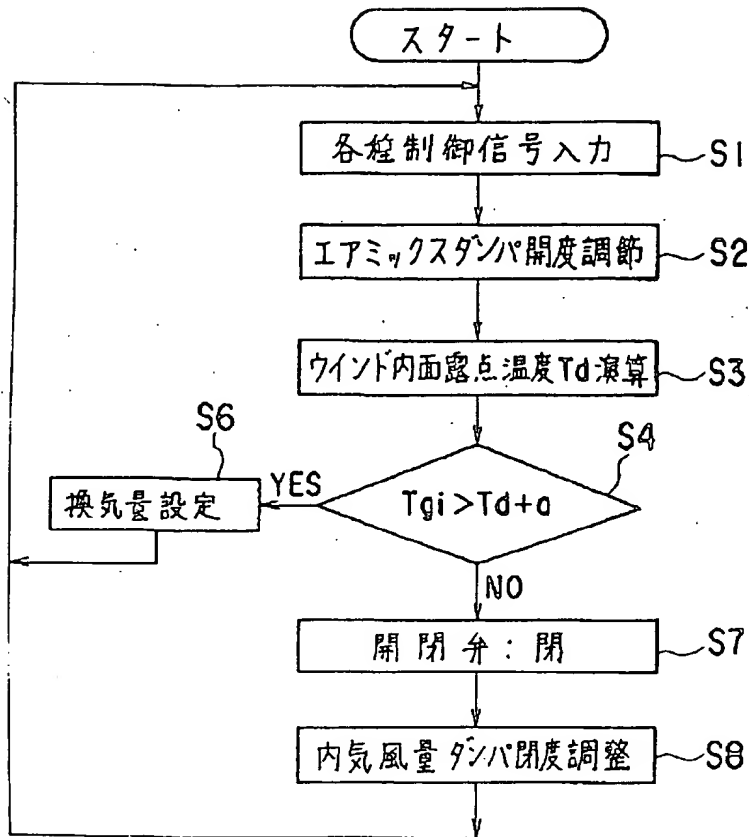 スタート
各種制御信号入力
S1
エアミックスダンパ開度調節
S2
ウインド内面露点温度Td演算
S3
S4
Tgi>Td+α
YES
S6
換気量設定
NO
開閉弁:閉
S7
内気風量ダンパ閉度調整
S8